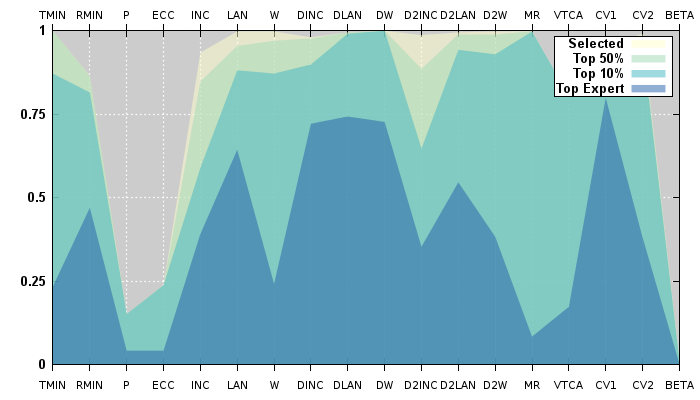 TMIN RMIN P ECC INC LAN W DINC DLAN DW D2INC D2LAN D2W MR VTCA CV1 CV2 BETA
1
Selected
Top 50%
Top 10%
Top Expert
0.75
0.5
0.25
0
TMIN RMIN P ECC INC LAN W DINC DLAN DW D2INC D2LAN D2W MR VTCA CV1 CV2 BETA